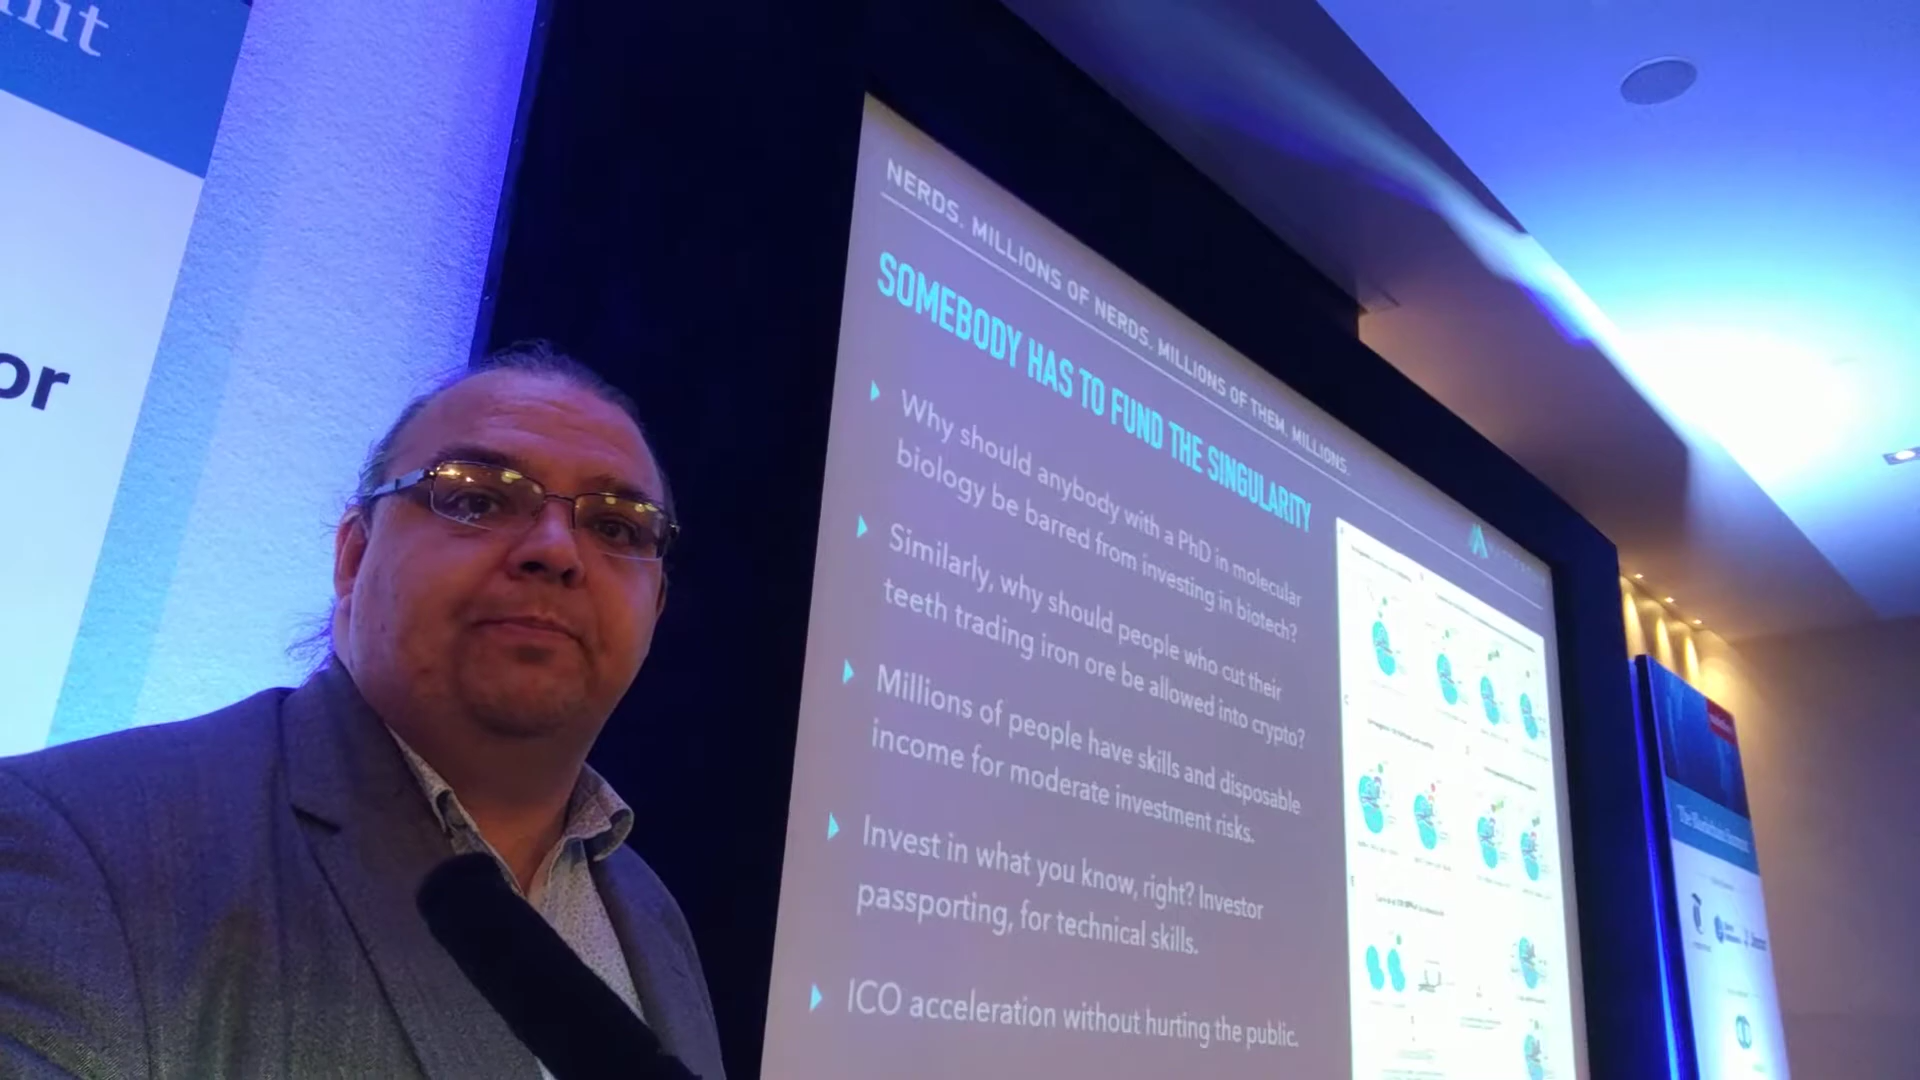 or
NERDS. MILLIONS OF NERDS. MILLIONS OF THEM. MILLIONS.
SOMEBODY HAS TO FUND THE SINGULARITY
Why should anybody with a PhD in molecular
biology be barred from investing in biotech?
Similarly, why should people who cut their
teeth trading iron ore be allowed into crypto?
Millions of people have skills and disposable
income for moderate investment risks.
Invest in what you know, right? Investor
passporting, for technical skills.
ICO acceleration without hurting the public.